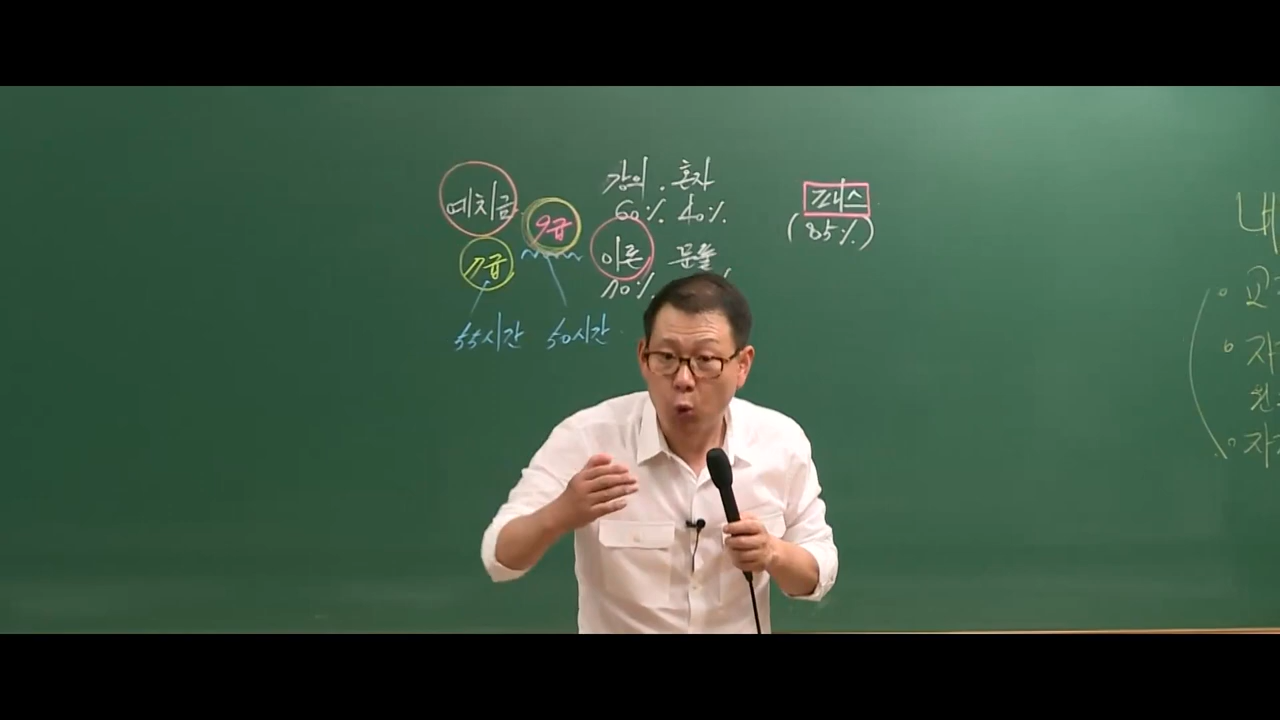 예치금 9급 강의. 혼자 패스
7급 60% 40% (85%)
이론 문풀
70%
55시간 50시간